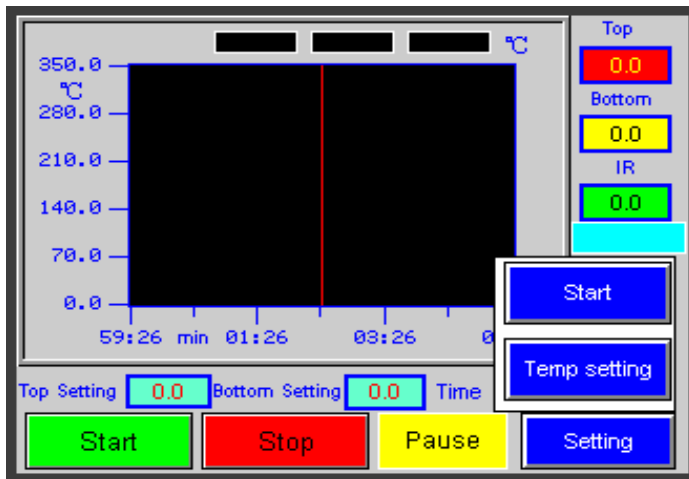 ℃
350.0
℃
280.0
210.0
140.0
70.0
0.0
59:26 min 01:26 03:26 0
Top
0.0
Bottom
0.0
IR
0.0
Start
Temp setting
Top Setting 0.0 Bottom Setting 0.0 Time
Start Stop Pause Setting